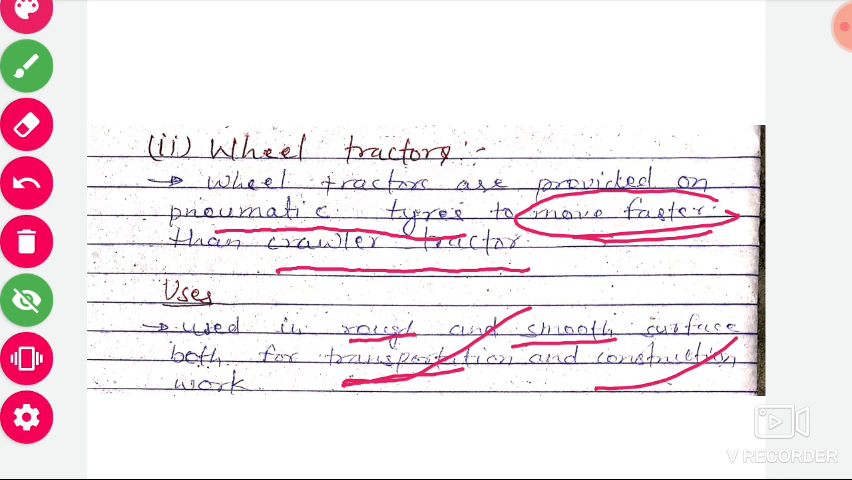 (ii) Wheel tractors :-
→ Wheel tractors are provided on
pneumatic tyres to move faster
than crawler tractor
Uses
→ used in rough and smooth surface
both for transportation and construction
work
V RECORDER